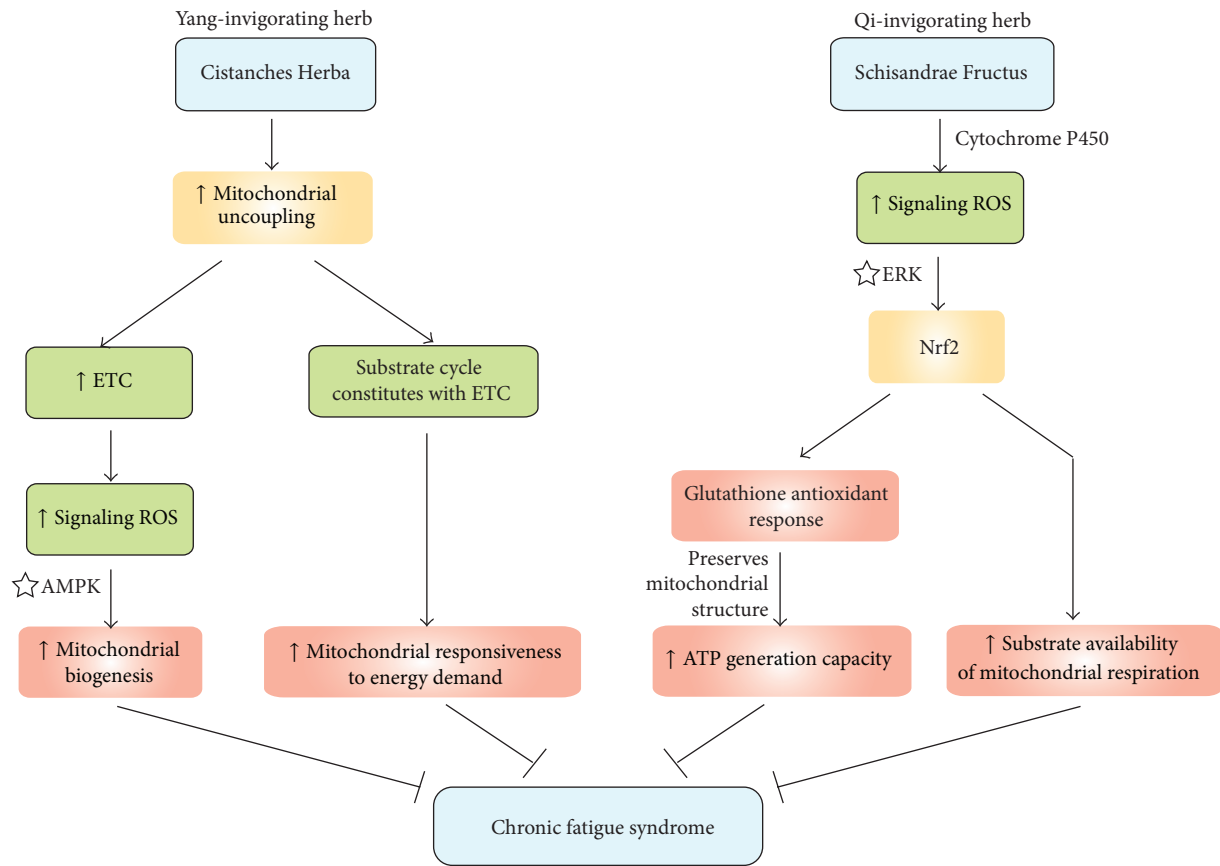 Yang-invigorating herb
Cistanches Herba
↑ Mitochondrial
uncoupling
↑ ETC
Substrate cycle
constitutes with ETC
↑ Signaling ROS
☆AMPK
↑ Mitochondrial
biogenesis
↑ Mitochondrial responsiveness
to energy demand
Qi-invigorating herb
Schisandrae Fructus
Cytochrome P450
↑ Signaling ROS
☆ERK
Nrf2
Glutathione antioxidant
response
Preserves
mitochondrial
structure
↑ ATP generation capacity
↑ Substrate availability
of mitochondrial respiration
Chronic fatigue syndrome